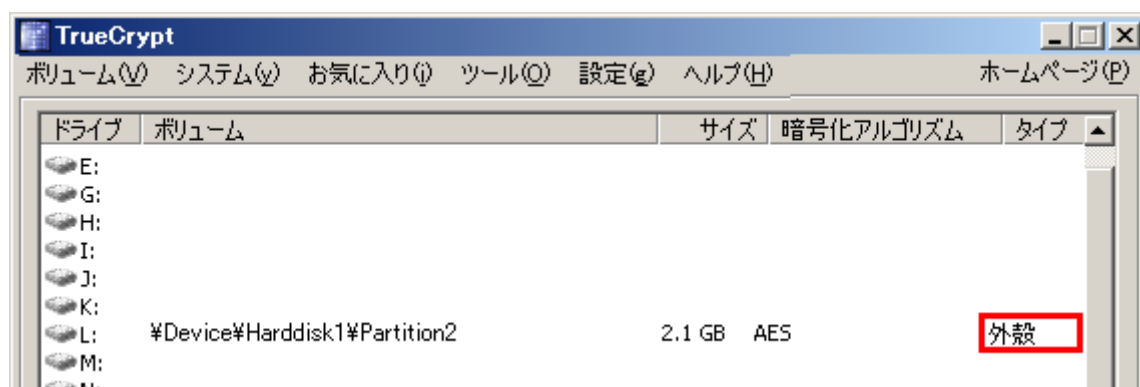 TrueCrypt
ボリューム(V) システム(y) お気に入り(i) ツール(O) 設定(g) ヘルプ(H) ホームページ(P)
ドライブ ボリューム サイズ 暗号化アルゴリズム タイプ
E:
G:
H:
I:
J:
K:
L: ¥Device¥Harddisk1¥Partition2 2.1 GB AES 外殻
M: